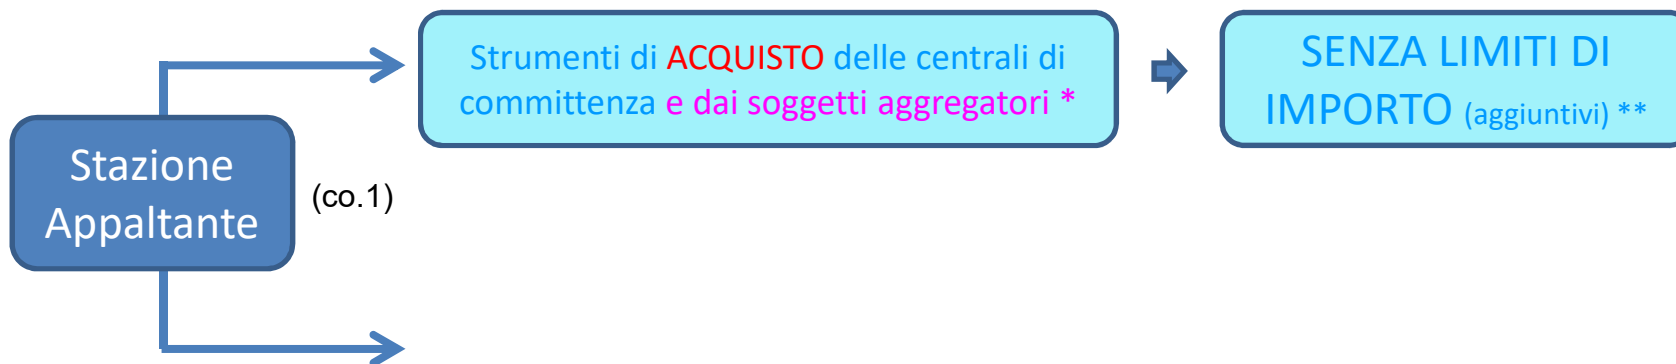 Strumenti di ACQUISTO delle centrali di
committenza e dai soggetti aggregatori *
SENZA LIMITI DI
IMPORTO (aggiuntivi) **
Stazione
Appaltante
(co.1)